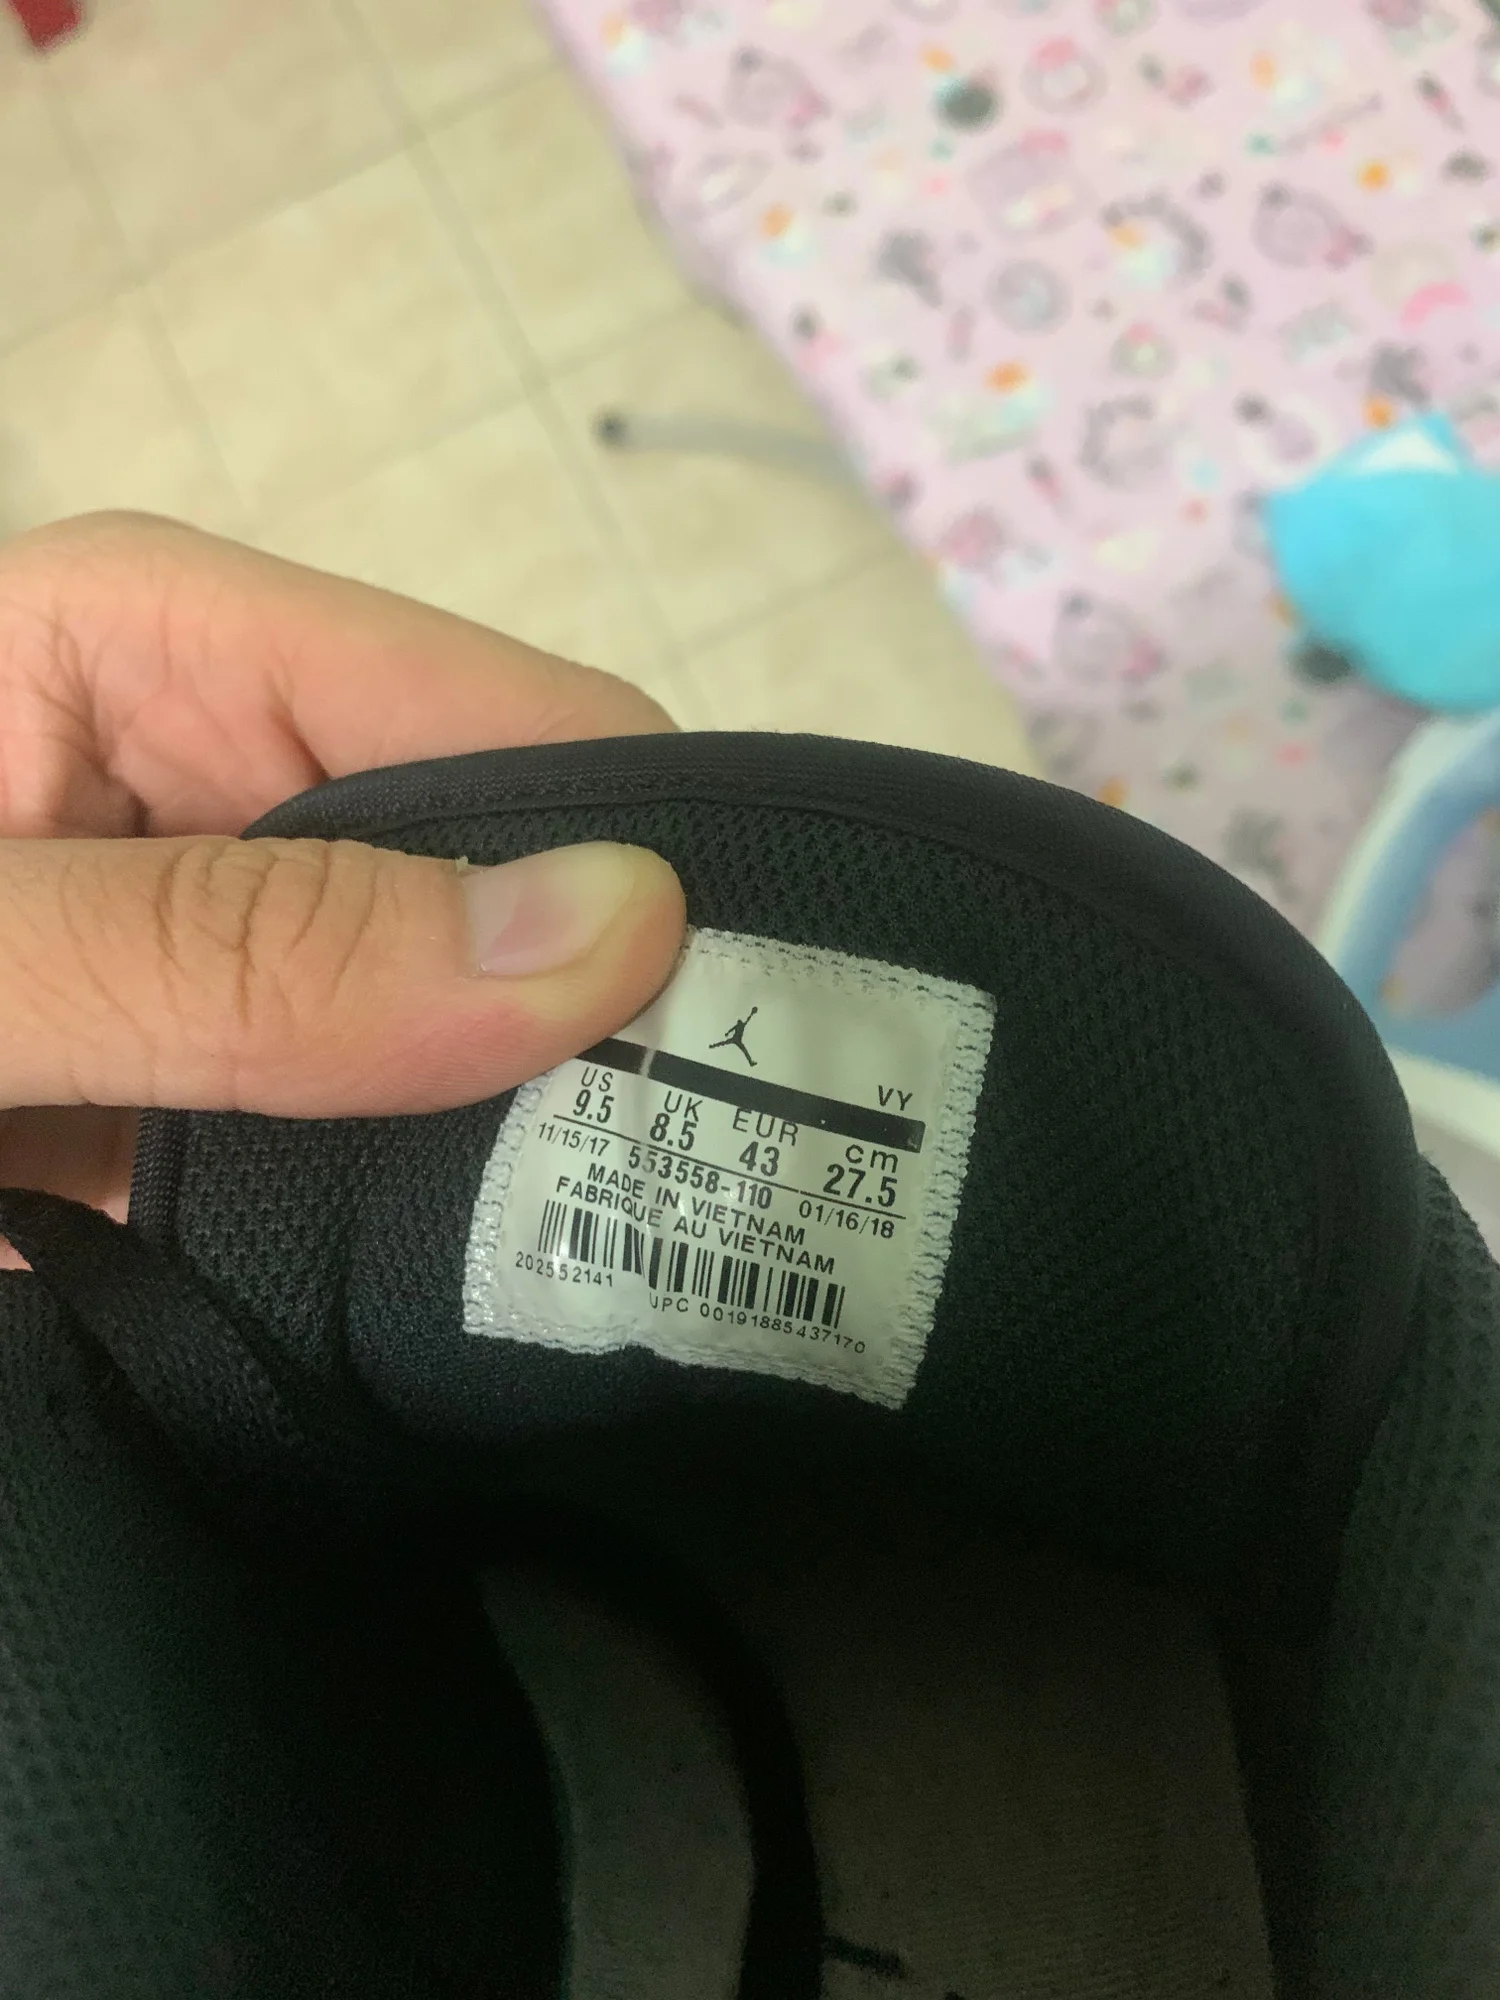 VY
US UK EUR cm
9.5 8.5 43 27.5
11/15/17 553558-110 01/16/18
MADE IN VIETNAM
FABRIQUE AU VIETNAM
202552141
UPC 00191885437170